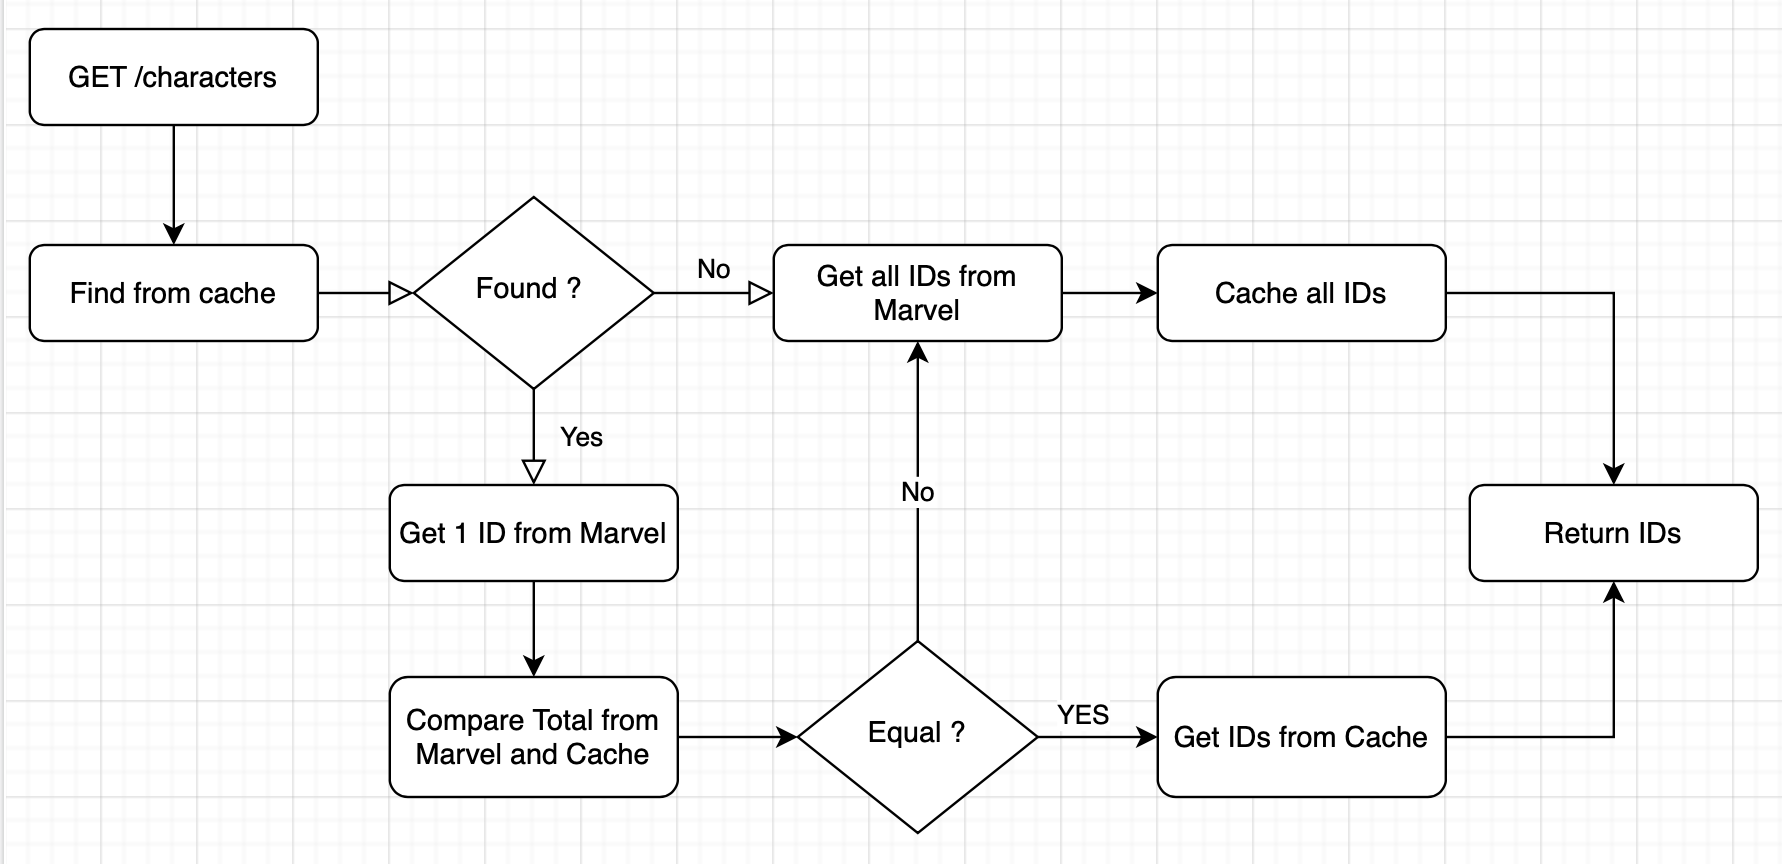 GET /characters
Find from cache
Found ?
No
Get all IDs from
Marvel
Cache all IDs
Yes
Get 1 ID from Marvel
No
Return IDs
Compare Total from
Marvel and Cache
Equal ?
YES
Get IDs from Cache